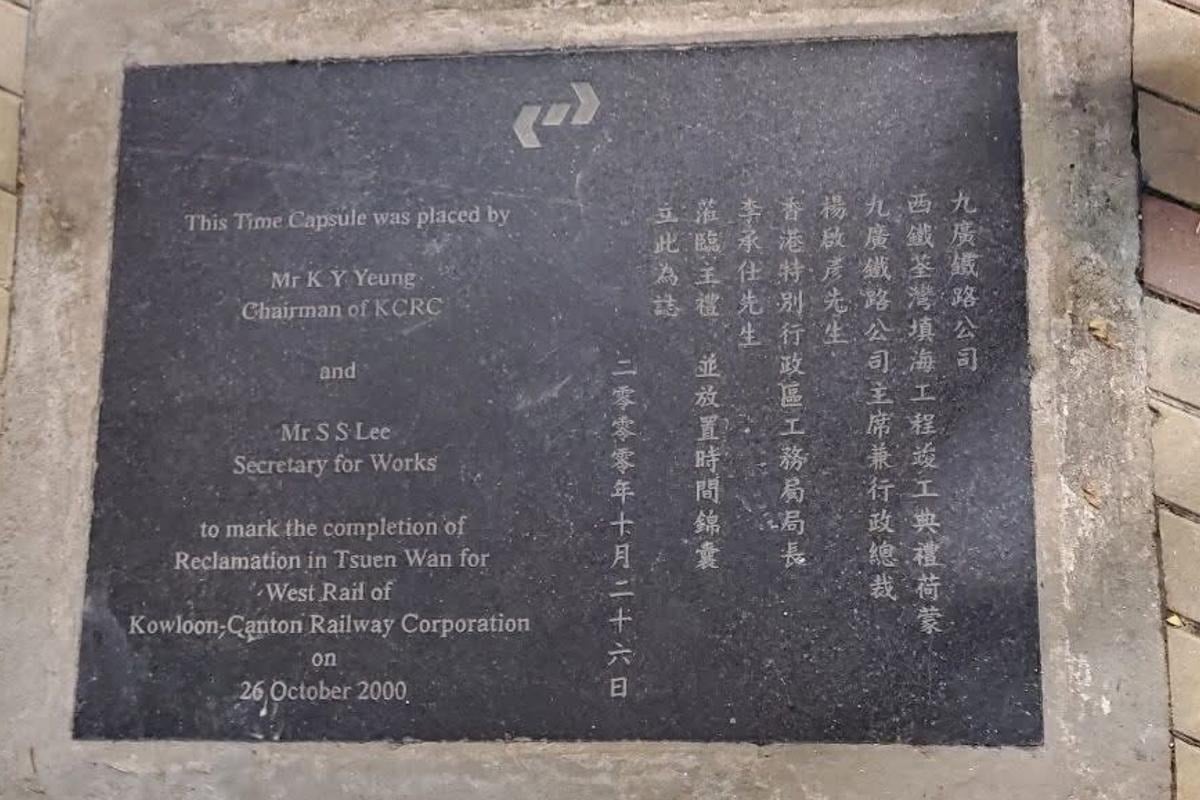 This Time Capsule was placed by
Mr K Y Yeung
Chairman of KCRC
and
Mr S S Lee
Secretary for Works
to mark the completion of
Reclamation in Tsuen Wan for
West Rail of
Kowloon-Canton Railway Corporation
on
26 October 2000
九廣鐵路公司
西鐵荃灣填海工程竣工典禮荷蒙
九廣鐵路公司主席兼行政總裁
楊啟彥先生
香港特別行政區工務局局長
李承仕先生
蒞臨主禮 並放置時間錦囊
立此為誌
二零零零年十月二十六日